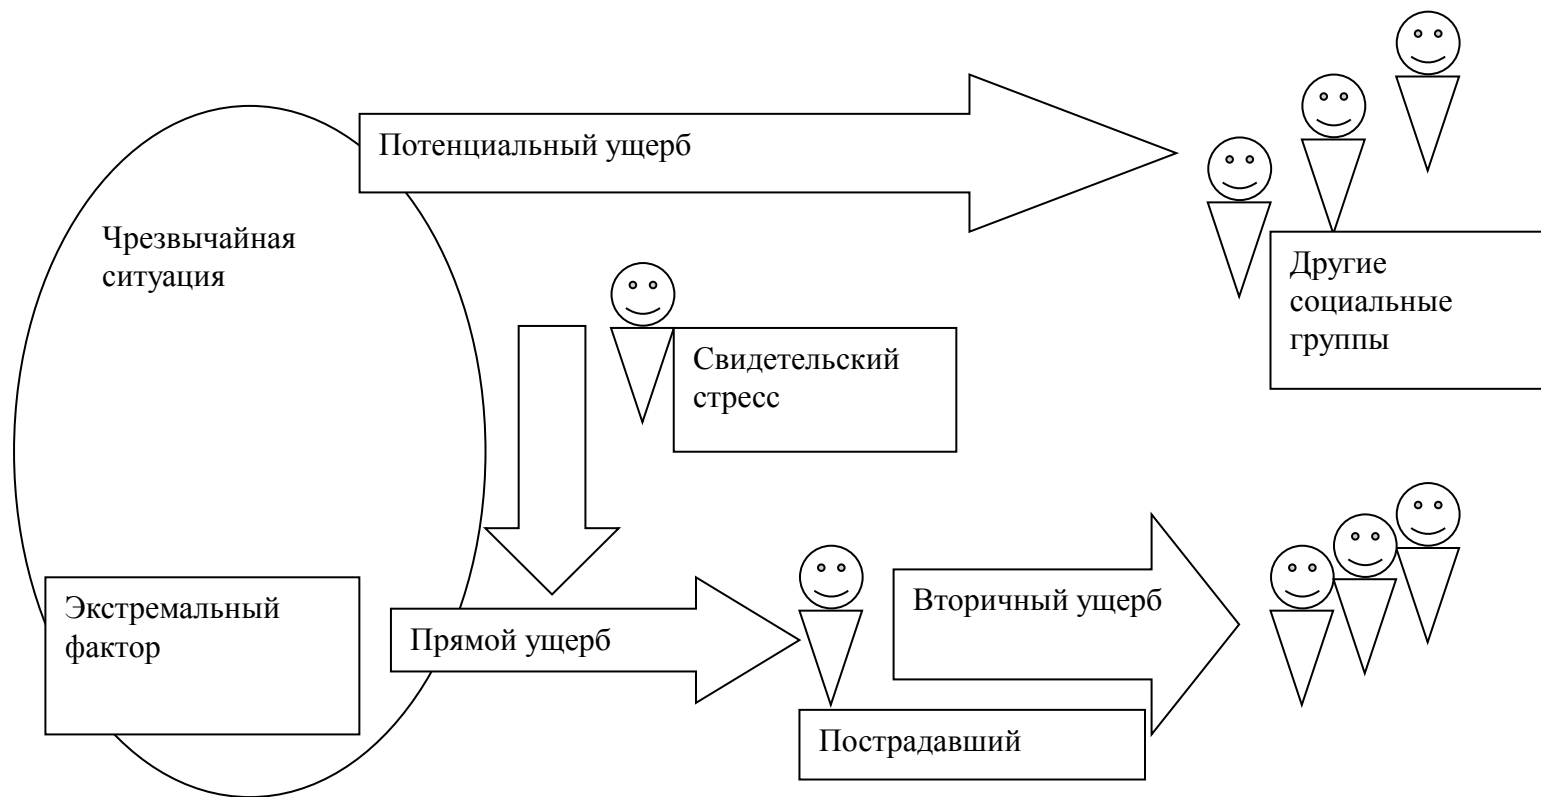 Потенциальный ущерб
Чрезвычайная
ситуация
Другие
социальные
группы
Свидетельский
стресс
Экстремальный
фактор
Прямой ущерб
Вторичный ущерб
Пострадавший